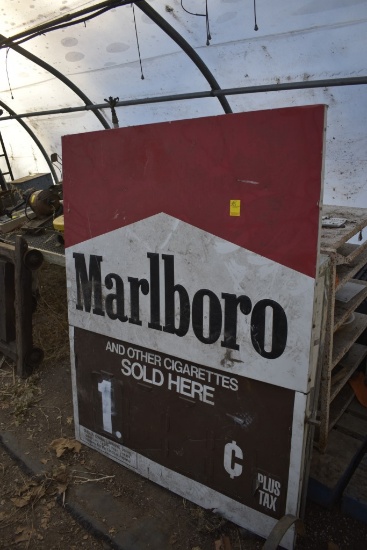 Marlboro
AND OTHER CIGARETTES
SOLD HERE
1.
¢
PLUS
TAX